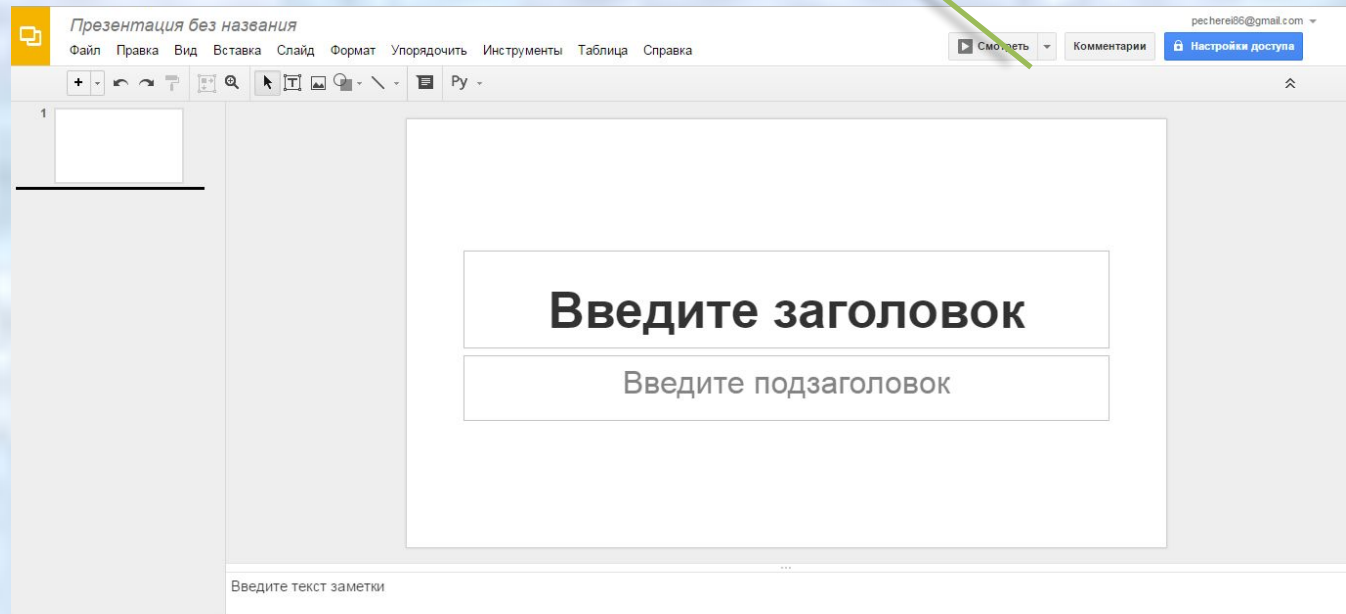 Презентация без названия
pecherei86@gmail.com
Файл Правка Вид Вставка Слайд Формат Упорядочить Инструменты Таблица Справка
Смотреть Комментарии Настройки доступа
Ру
1
Введите заголовок
Введите подзаголовок
Введите текст заметки